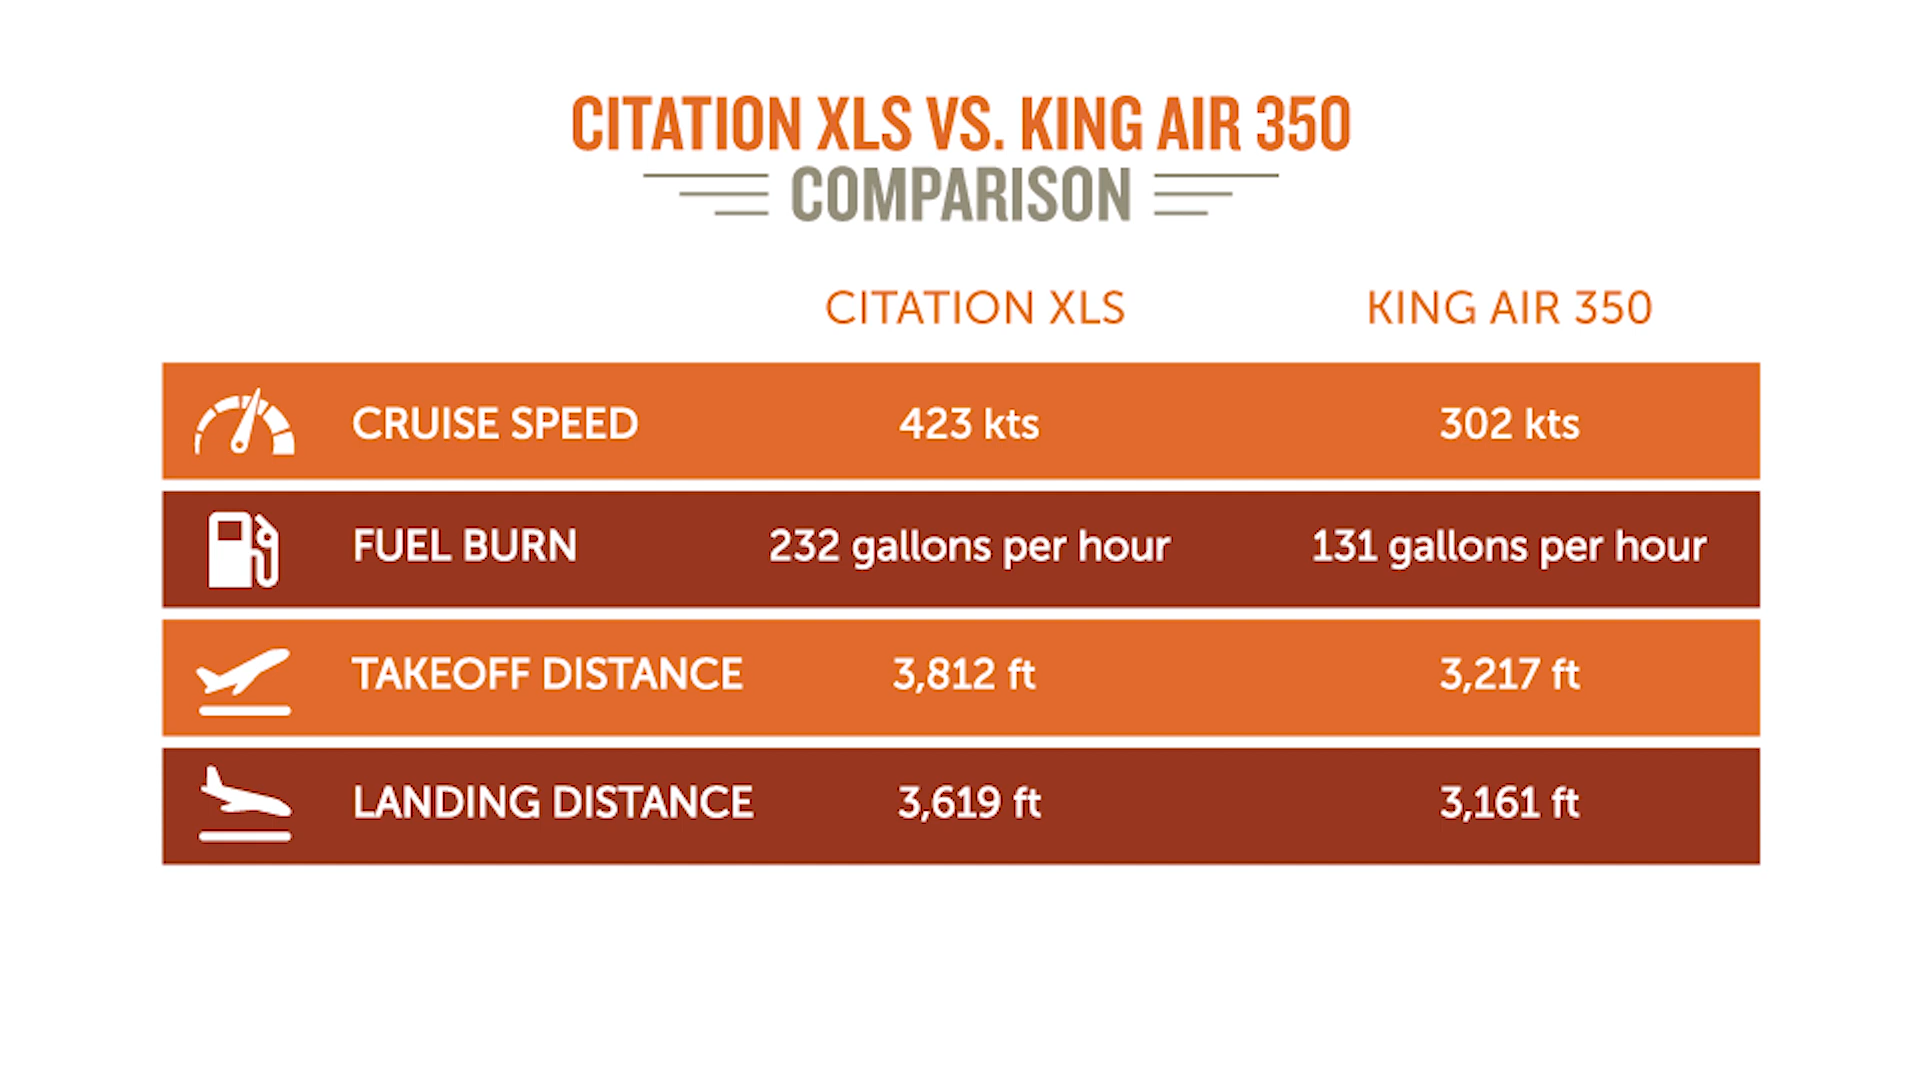 CITATION XLS VS. KING AIR 350
COMPARISON
CITATION XLS KING AIR 350
CRUISE SPEED 423 kts 302 kts
FUEL BURN 232 gallons per hour 131 gallons per hour
TAKEOFF DISTANCE 3,812 ft 3,217 ft
LANDING DISTANCE 3,619 ft 3,161 ft